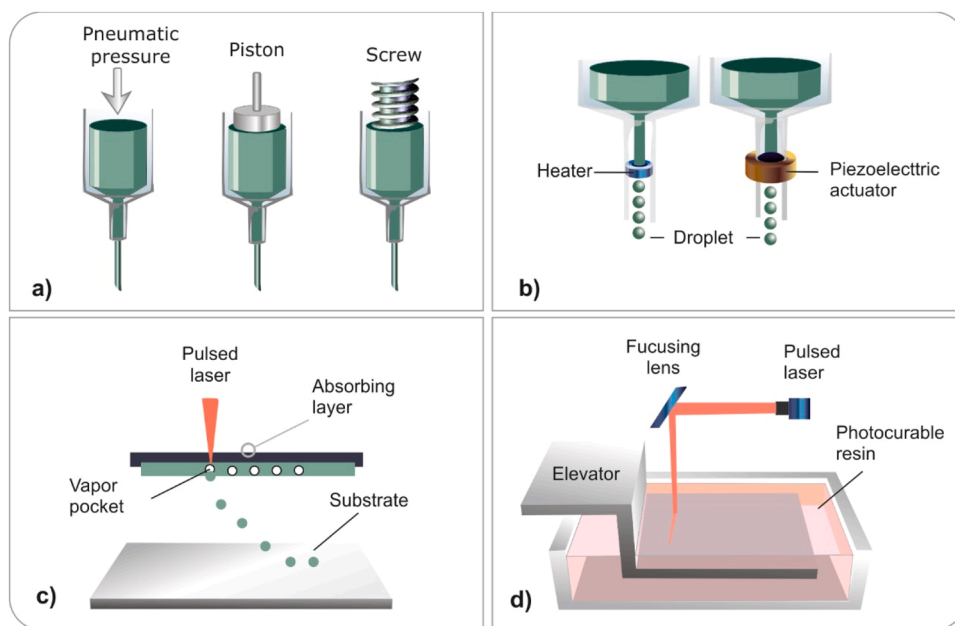 Pneumatic
pressure
Piston
Screw
a)
Heater
Piezoelecttric
actuator
Droplet
b)
Pulsed
laser
Absorbing
layer
Vapor
pocket
Substrate
c)
Fucusing
lens
Pulsed
laser
Photocurable
resin
Elevator
d)